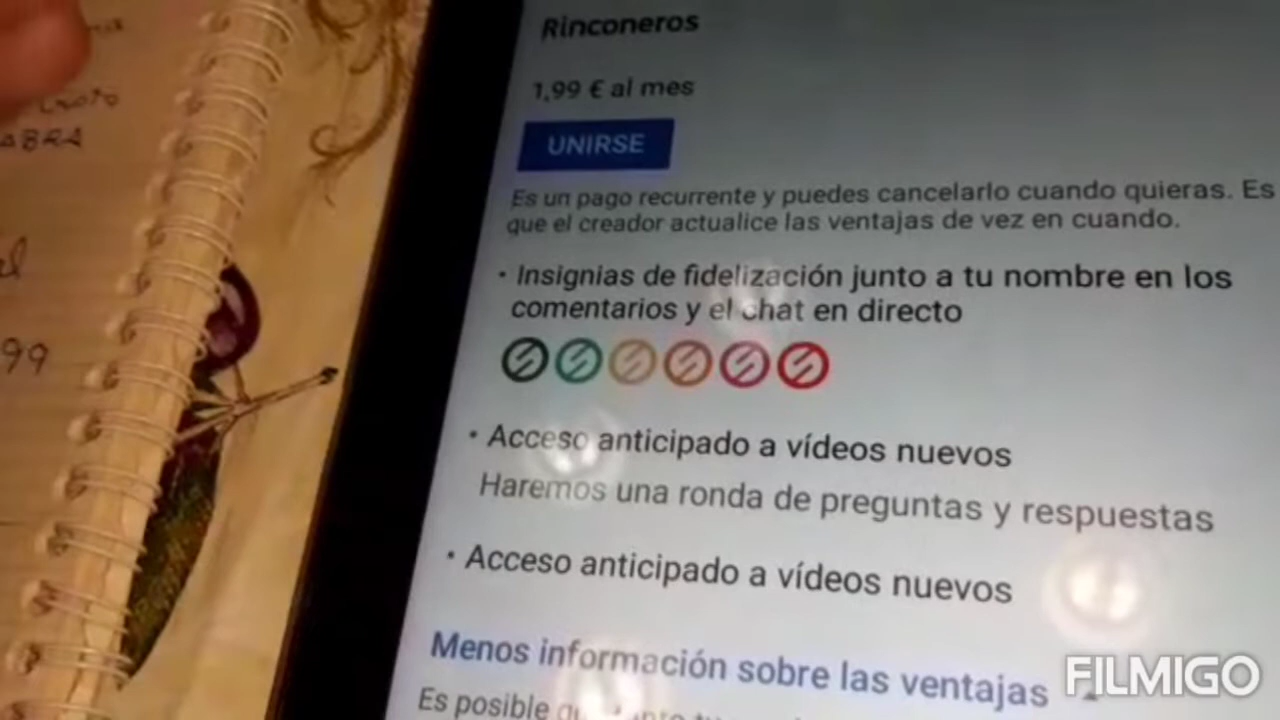 ABRA
99
Rinconeros
1,99 € al mes
UNIRSE
Es un pago recurrente y puedes cancelarlo cuando quieras. Es
que el creador actualice las ventajas de vez en cuando.
• Insignias de fidelización junto a tu nombre en los
comentarios y el chat en directo
• Acceso anticipado a vídeos nuevos
Haremos una ronda de preguntas y respuestas
• Acceso anticipado a vídeos nuevos
Menos información sobre las ventajas
Es posible
FILMIGO